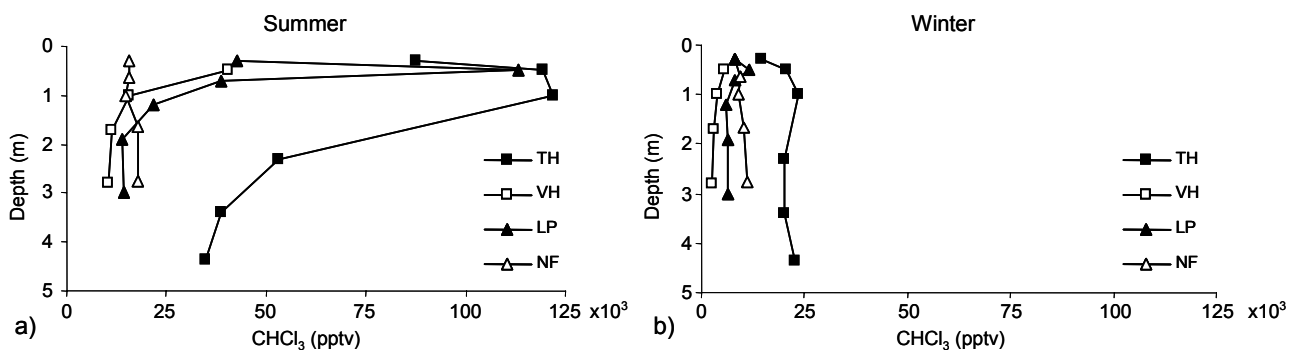 Summer
0
1
2
3
4
5
Depth (m)
0
25
50
75
100
125
x10³
CHCl₃ (pptv)
TH
VH
LP
NF
a)
Winter
0
1
2
3
4
5
Depth (m)
0
25
50
75
100
125
x10³
CHCl₃ (pptv)
TH
VH
LP
NF
b)